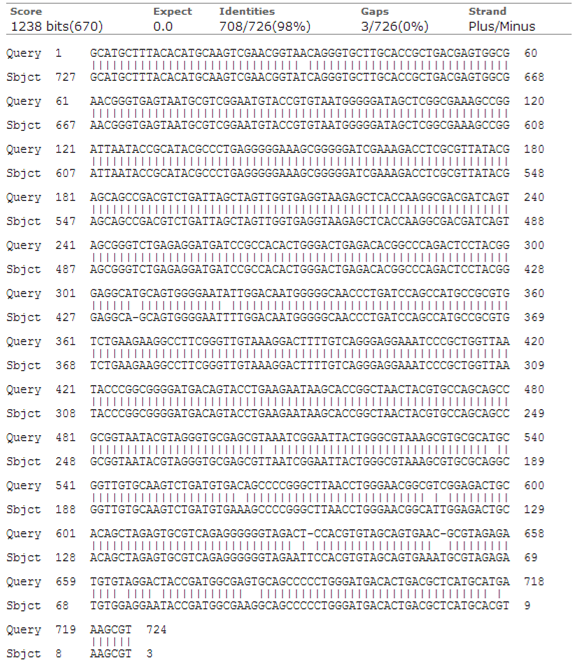 Score Expect Identities Gaps Strand
1238 bits(670) 0.0 708/726(98%) 3/726(0%) Plus/Minus
Query 1 GCATGCTTTACACATGCAAGTCGAACGGTAACAGGGTGCTTGCACCGCTGACGAGTGGCG 60
Sbjct 727 GCATGCTTTACACATGCAAGTCGAACGGTATCAGGGTGCTTGCACCGCTGACGAGTGGCG 668
Query 61 AACGGGTGAGTAATGCGTCGGAATGTACCGTGTAATGGGGGATAGCTCGGCGAAAGCCGG 120
Sbjct 667 AACGGGTGAGTAATGCGTCGGAATGTACCGTGTAATGGGGGATAGCTCGGCGAAAGCCGG 608
Query 121 ATTAATACCGCATACGCCCTGAGGGGGAAAGCGGGGGATCGAAAGACCTCGCGTTATACG 180
Sbjct 607 ATTAATACCGCATACGCCCTGAGGGGGAAAGCGGGGGATCGAAAGACCTCGCGTTATACG 548
Query 181 AGCAGCCGACGTCTGATTAGCTAGTTGGTGAGGTAAGAGCTCACCAAGGCGACGATCAGT 240
Sbjct 547 AGCAGCCGACGTCTGATTAGCTAGTTGGTGAGGTAAGAGCTCACCAAGGCGACGATCAGT 488
Query 241 AGCGGGTCTGAGAGGATGATCCGCCACACTGGGACTGAGACACGGCCCAGACTCCTACGG 300
Sbjct 487 AGCGGGTCTGAGAGGATGATCCGCCACACTGGGACTGAGACACGGCCCAGACTCCTACGG 428
Query 301 GAGGCATGCAGTGGGGAATATTGGACAATGGGGGCAACCCTGATCCAGCCATGCCGCGTG 360
Sbjct 427 GAGGCA-GCAGTGGGGAATTTTGGACAATGGGGGCAACCCTGATCCAGCCATGCCGCGTG 369
Query 361 TCTGAAGAAGGCCTTCGGGTTGTAAAGGACTTTTGTCAGGGAGGAAATCCCGCTGGTTAA 420
Sbjct 368 TCTGAAGAAGGCCTTCGGGTTGTAAAGGACTTTTGTCAGGGAGGAAATCCCGCTGGTTAA 309
Query 421 TACCCGGCGGGGATGACAGTACCTGAAGAATAAGCACCGGCTAACTACGTGCCAGCAGCC 480
Sbjct 308 TACCCGGCGGGGATGACAGTACCTGAAGAATAAGCACCGGCTAACTACGTGCCAGCAGCC 249
Query 481 GCGGTAATACGTAGGGTGCGAGCGTAAATCGGAATTACTGGGCGTAAAGCGTGCGCATGC 540
Sbjct 248 GCGGTAATACGTAGGGTGCGAGCGTTAATCGGAATTACTGGGCGTAAAGCGTGCGCAGGC 189
Query 541 GGTTGTGCAAGTCTGATGTGACAGCCCCGGGCTTAACCTGGGAACGGCGTCGGAGACTGC 600
Sbjct 188 GGTTGTGCAAGTCTGATGTGAAAGCCCCGGGCTTAACCTGGGAACGGCATTGGAGACTGC 129
Query 601 ACAGCTAGAGTGCGTCAGAGGGGGGTAGACT-CCACGTGTAGCAGTGAAC-GCGTAGAGA 658
Sbjct 128 ACAGCTAGAGTGCGTCAGAGGGGGGTAGAATTCCACGTGTAGCAGTGAAATGCGTAGAGA 69
Query 659 TGTGTAGGACTACCGATGGCGAGTGCAGCCCCCTGGGATGACACTGACGCTCATGCATGA 718
Sbjct 68 TGTGGAGGAATACCGATGGCGAAGGCAGCCCCCTGGGATGACACTGACGCTCATGCACGT 9
Query 719 AAGCGT 724
Sbjct 8 AAGCGT 3